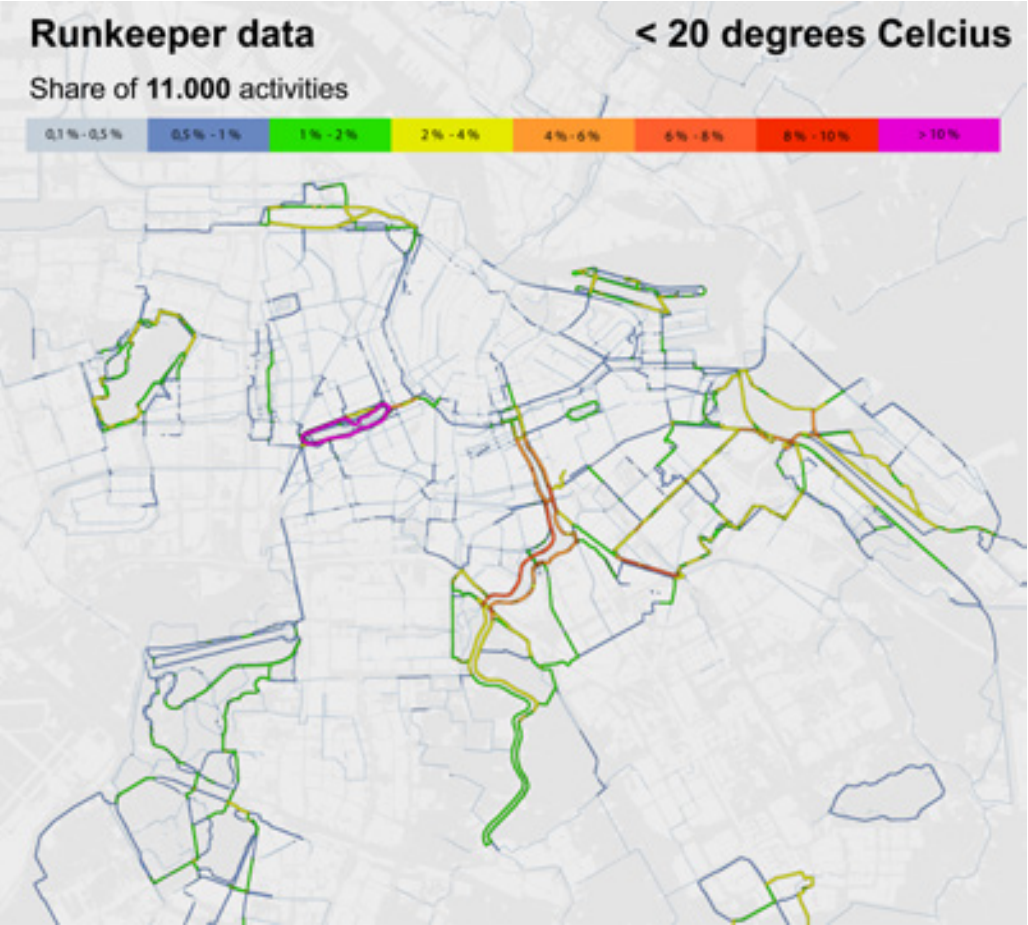 Runkeeper data
< 20 degrees Celcius
Share of 11.000 activities
0,1 % - 0,5 %
0,5 % - 1 %
1 % - 2 %
2 % - 4 %
4 % - 6 %
6 % - 8 %
8 % - 10 %
> 10 %